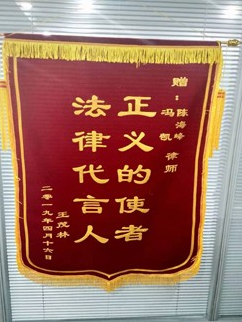 赠：陈海峰
冯凯 律师
正义的使者
法律代言人
王茂林
二零一九年四月十六日